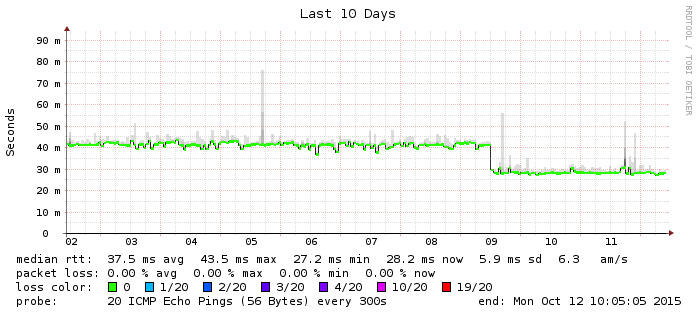 Last 10 Days
RRDTOOL / TOBI OETIKER
Seconds
90 m
80 m
70 m
60 m
50 m
40 m
30 m
20 m
10 m
0
02 03 04 05 06 07 08 09 10 11
median rtt: 37.5 ms avg 43.5 ms max 27.2 ms min 28.2 ms now 5.9 ms sd 6.3 am/s
packet loss: 0.00 % avg 0.00 % max 0.00 % min 0.00 % now
loss color: 0 1/20 2/20 3/20 4/20 10/20 19/20
probe: 20 ICMP Echo Pings (56 Bytes) every 300s end: Mon Oct 12 10:05:05 2015